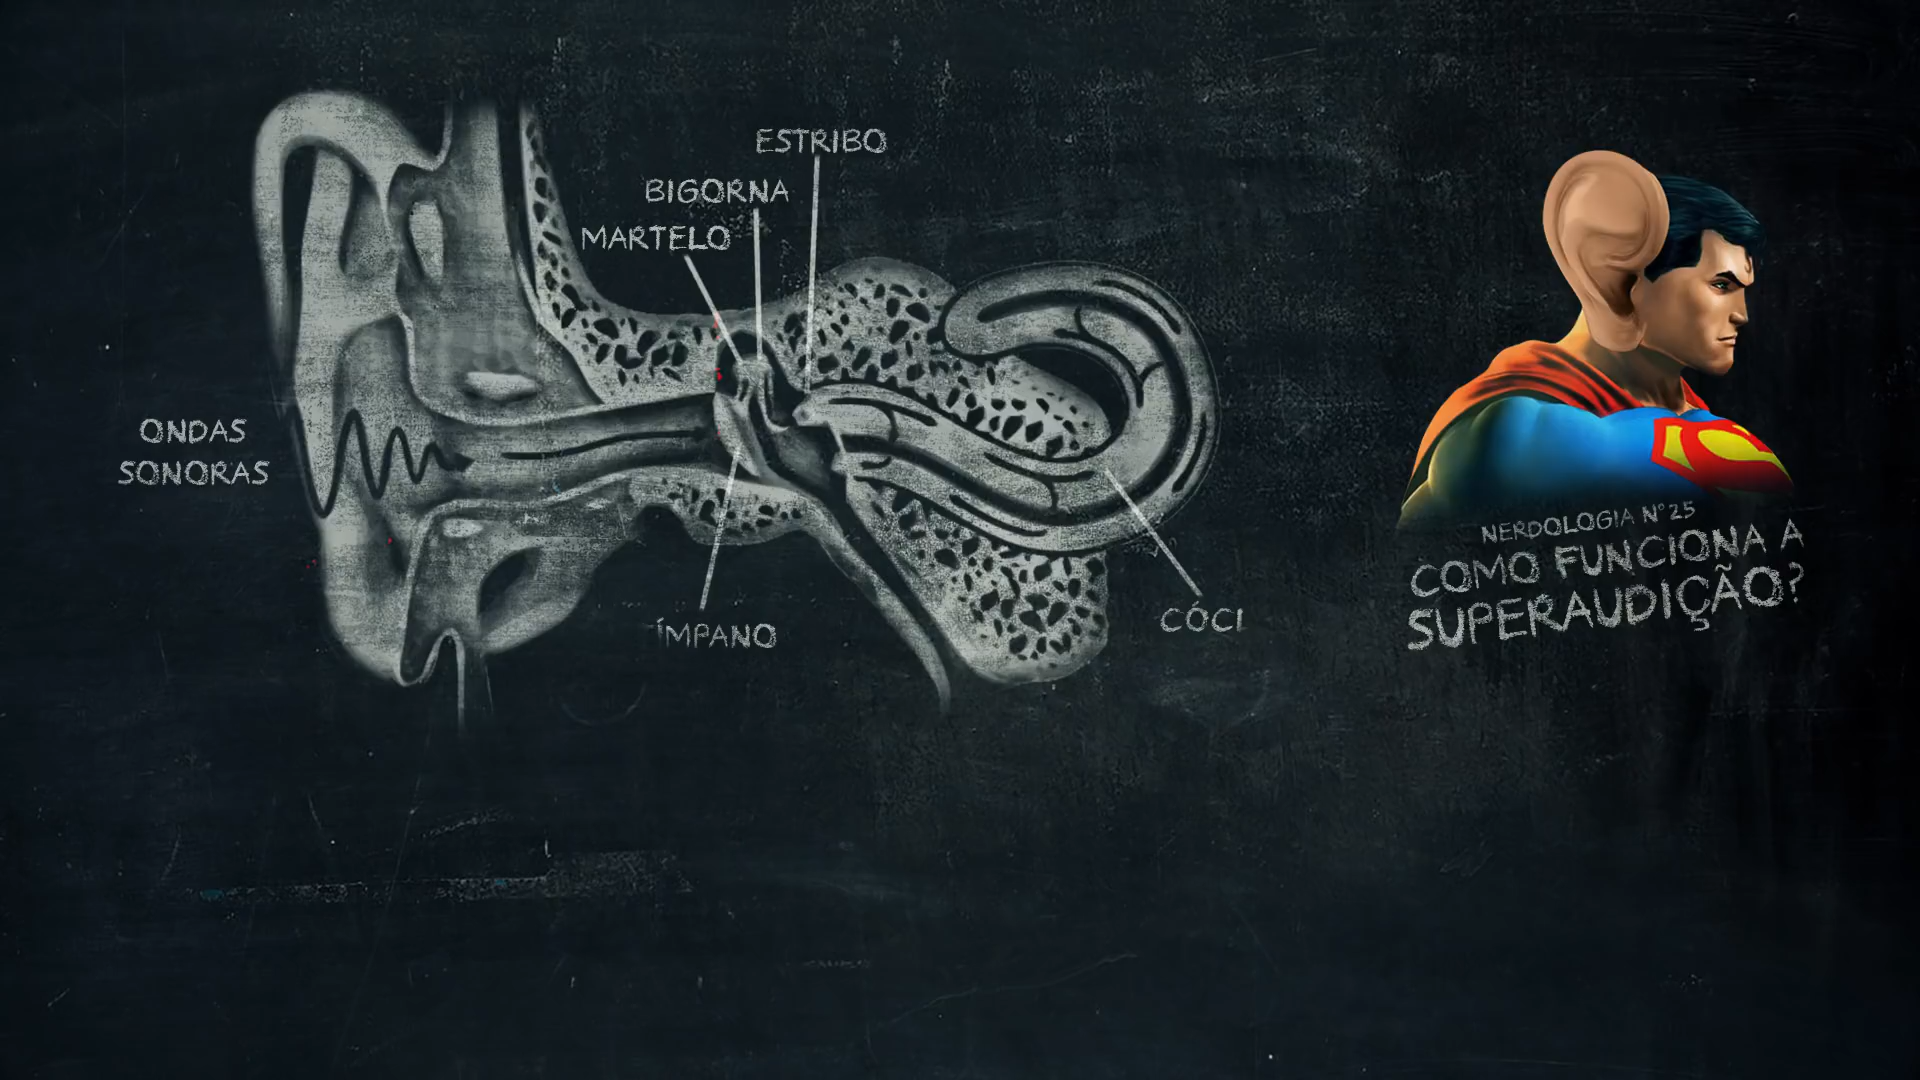 ESTRIBO
BIGORNA
MARTELO
ONDAS
SONORAS
ÍMPANO
CÓCI
NERDOLOGIA Nº25
COMO FUNCIONA A
SUPERAUDIÇÃO?